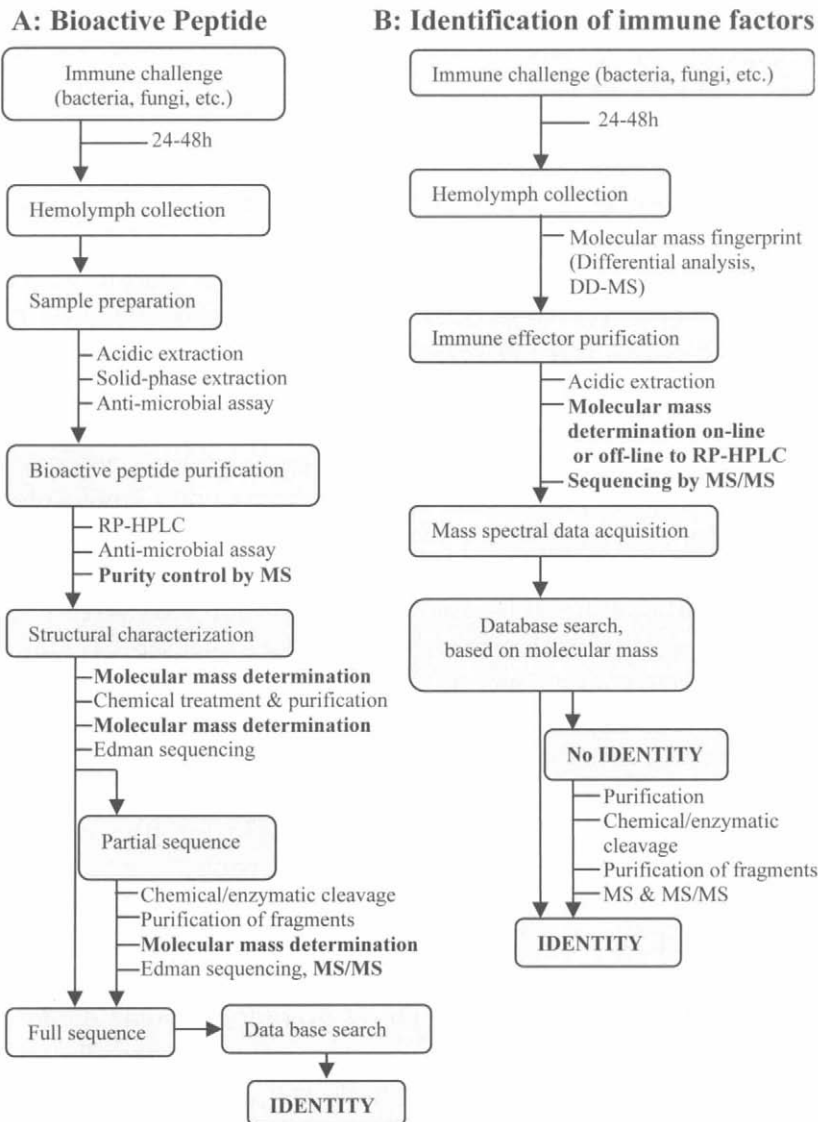 A: Bioactive Peptide
Immune challenge
(bacteria, fungi, etc.)
24-48h
Hemolymph collection
Sample preparation
Acidic extraction
Solid-phase extraction
Anti-microbial assay
Bioactive peptide purification
RP-HPLC
Anti-microbial assay
Purity control by MS
Structural characterization
Molecular mass determination
Chemical treatment & purification
Molecular mass determination
Edman sequencing
Partial sequence
Chemical/enzymatic cleavage
Purification of fragments
Molecular mass determination
Edman sequencing, MS/MS
Full sequence
Data base search
IDENTITY
B: Identification of immune factors
Immune challenge (bacteria, fungi, etc.)
24-48h
Hemolymph collection
Molecular mass fingerprint
(Differential analysis,
DD-MS)
Immune effector purification
Acidic extraction
Molecular mass
determination on-line
or off-line to RP-HPLC
Sequencing by MS/MS
Mass spectral data acquisition
Database search,
based on molecular mass
No IDENTITY
Purification
Chemical/enzymatic
cleavage
Purification of fragments
MS & MS/MS
IDENTITY